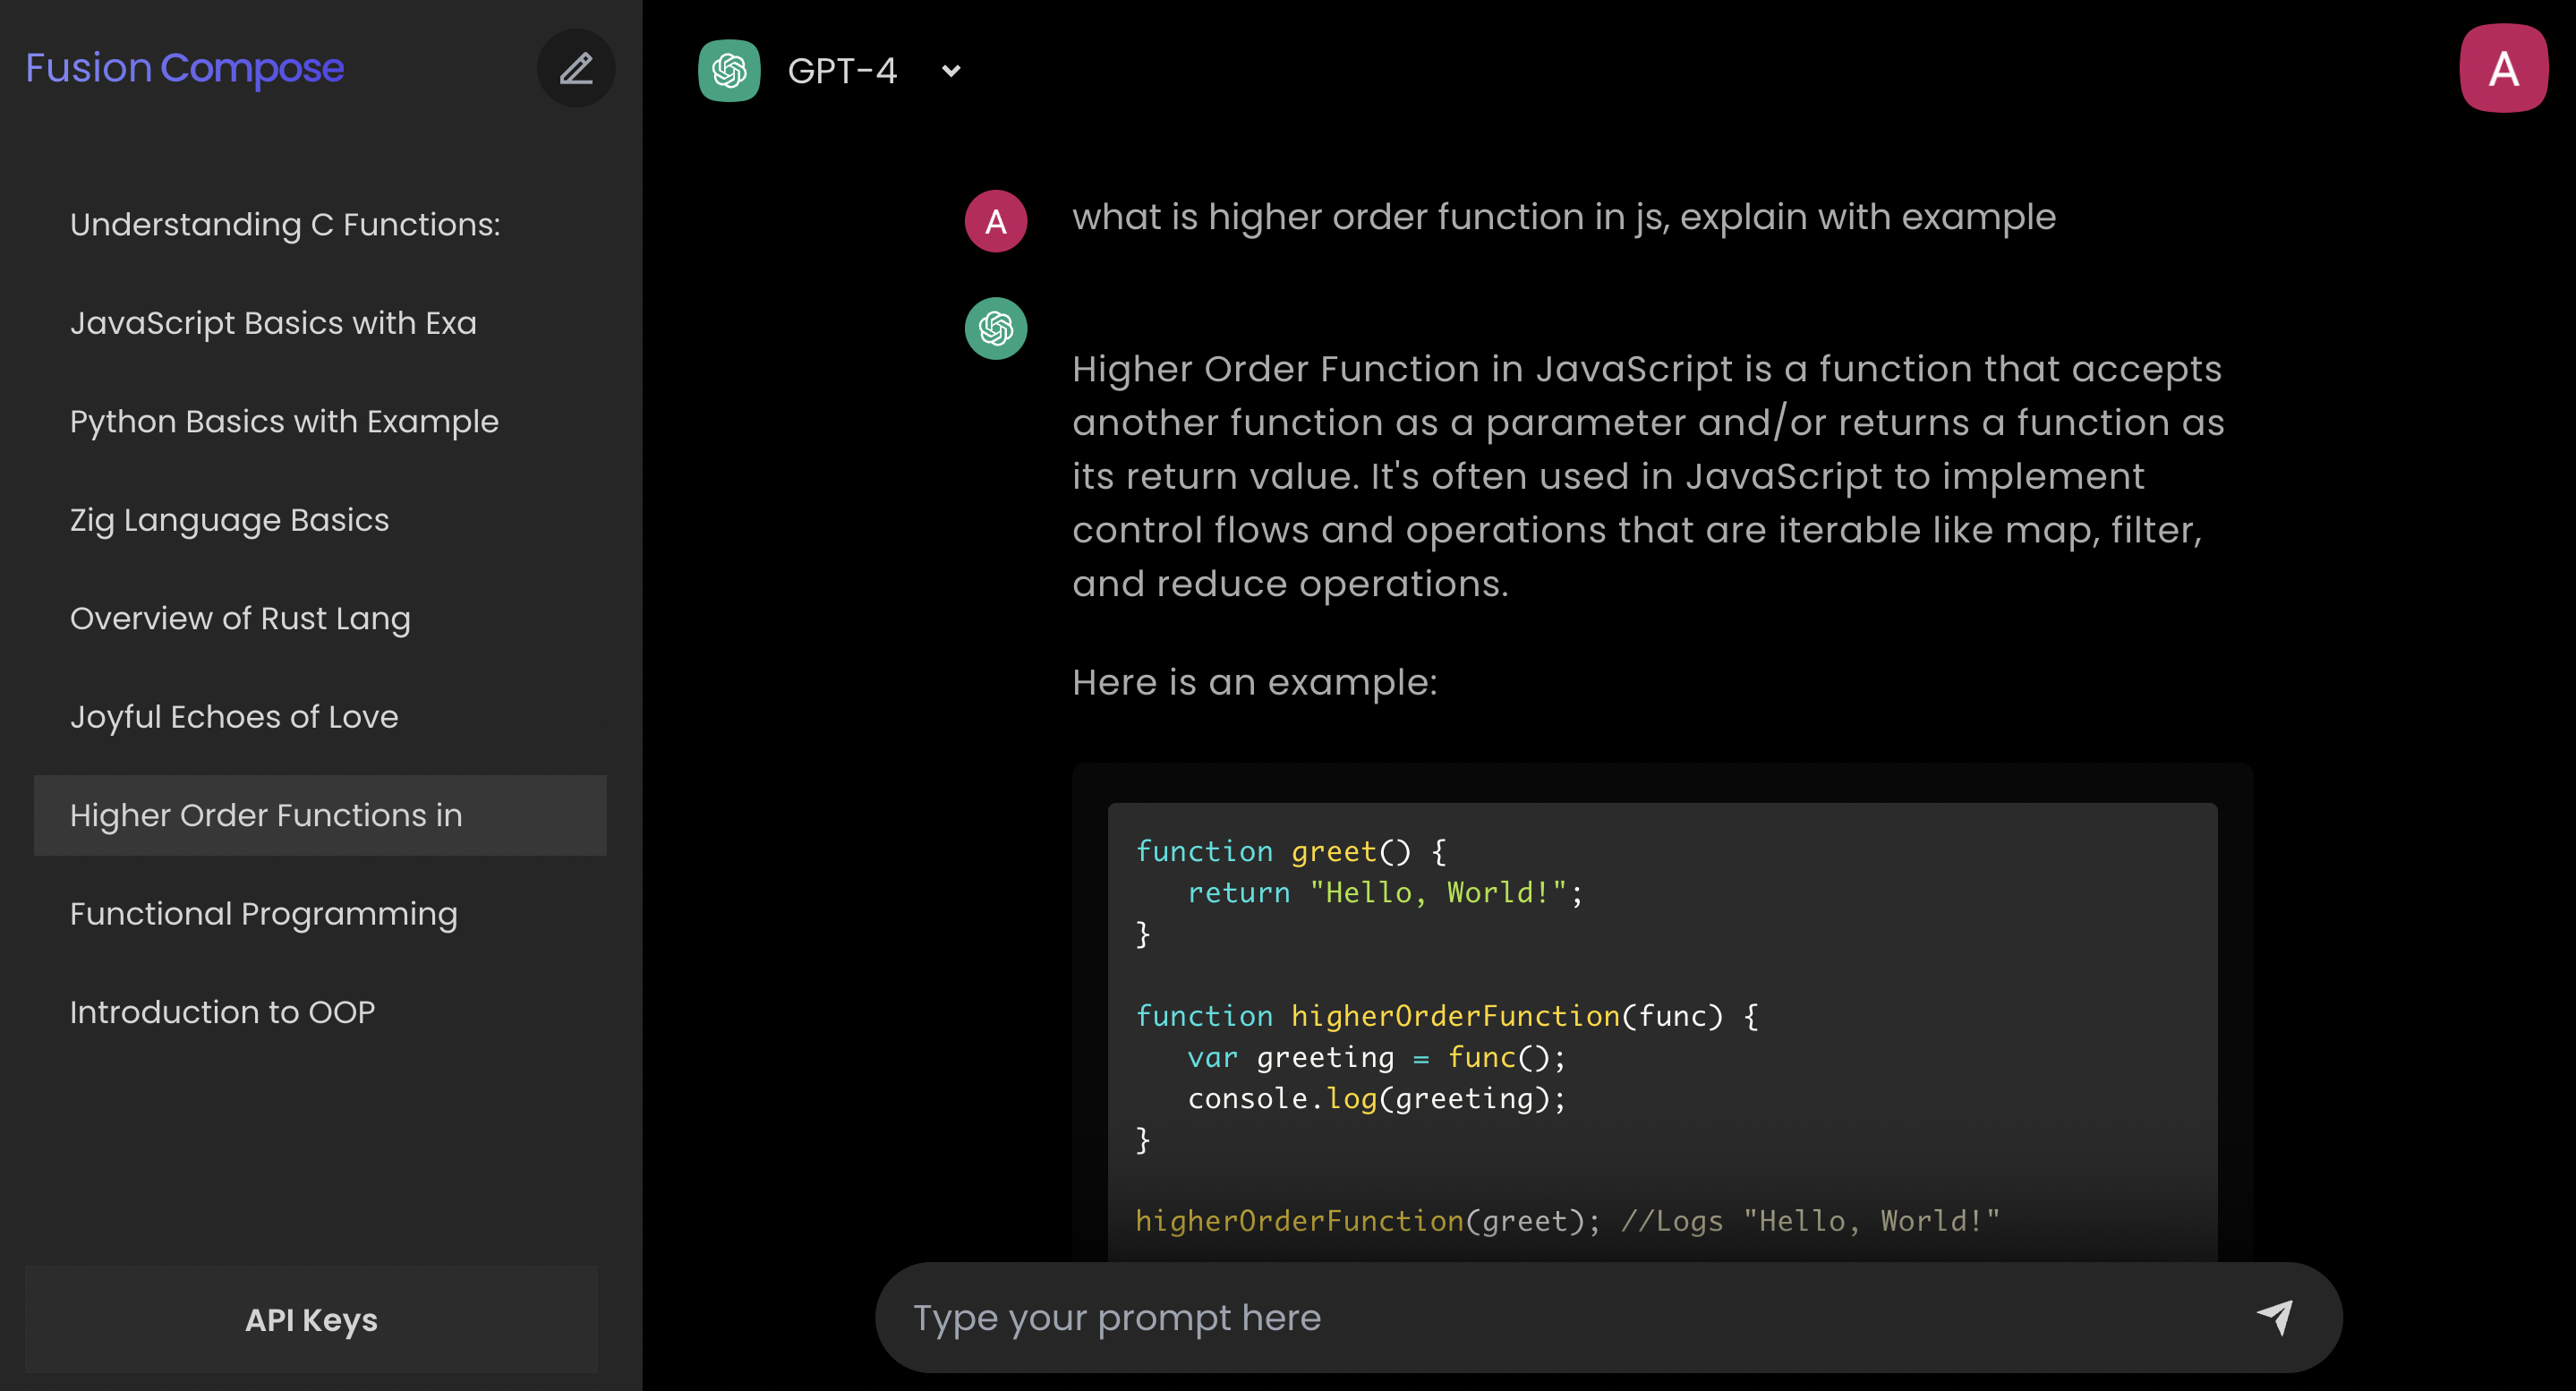 Fusion Compose
Understanding C Functions:
JavaScript Basics with Exa
Python Basics with Example
Zig Language Basics
Overview of Rust Lang
Joyful Echoes of Love
Higher Order Functions in
Functional Programming
Introduction to OOP
API Keys
GPT-4
A
A
what is higher order function in js, explain with example
Higher Order Function in JavaScript is a function that accepts
another function as a parameter and/or returns a function as
its return value. It's often used in JavaScript to implement
control flows and operations that are iterable like map, filter,
and reduce operations.
Here is an example:
function greet() {
   return "Hello, World!";
}
function higherOrderFunction(func) {
   var greeting = func();
   console.log(greeting);
}
higherOrderFunction(greet); //Logs "Hello, World!"
Type your prompt here